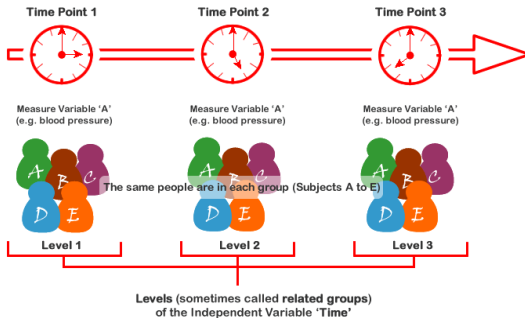 Time Point 1
Time Point 2
Time Point 3
Measure Variable ‘A’
(e.g. blood pressure)
Measure Variable ‘A’
(e.g. blood pressure)
Measure Variable ‘A’
(e.g. blood pressure)
A B C
A B C
A B C
The same people are in each group (Subjects A to E)
D E
D E
D E
Level 1
Level 2
Level 3
Levels (sometimes called related groups)
of the Independent Variable ‘Time’